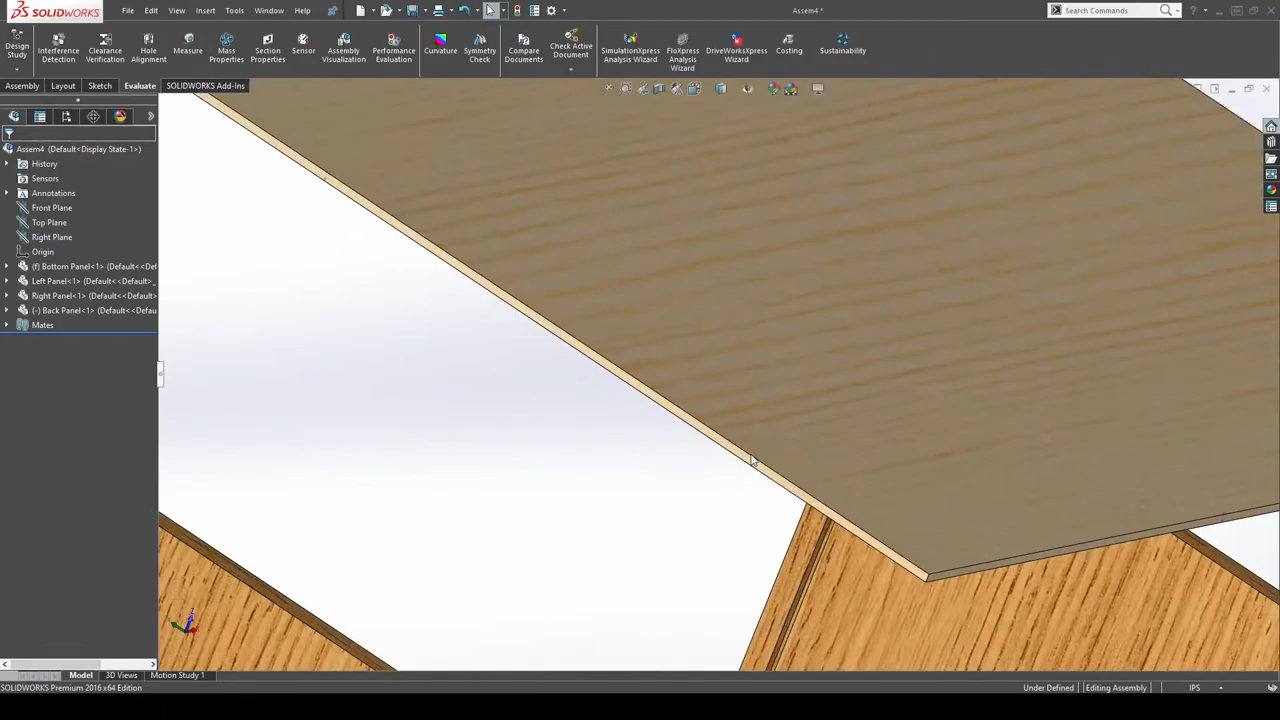 SOLIDWORKS
File Edit View Insert Tools Window Help
Assem4 *
Search Commands
Design Study
Interference Detection
Clearance Verification
Hole Alignment
Measure
Mass Properties
Section Properties
Sensor
Assembly Visualization
Performance Evaluation
Curvature
Symmetry Check
Compare Documents
Check Active Document
SimulationXpress Analysis Wizard
FloXpress Analysis Wizard
DriveWorksXpress Wizard
Costing
Sustainability
Assembly Layout Sketch Evaluate SOLIDWORKS Add-Ins
Assem4 (Default<Display State-1>)
History
Sensors
Annotations
Front Plane
Top Plane
Right Plane
Origin
(f) Bottom Panel<1> (Default<<Def
Left Panel<1> (Default<<Default>_
Right Panel<1> (Default<<Default>
(-) Back Panel<1> (Default<<Defau
Mates
Model 3D Views Motion Study 1
SOLIDWORKS Premium 2016 x64 Edition
Under Defined Editing Assembly IPS